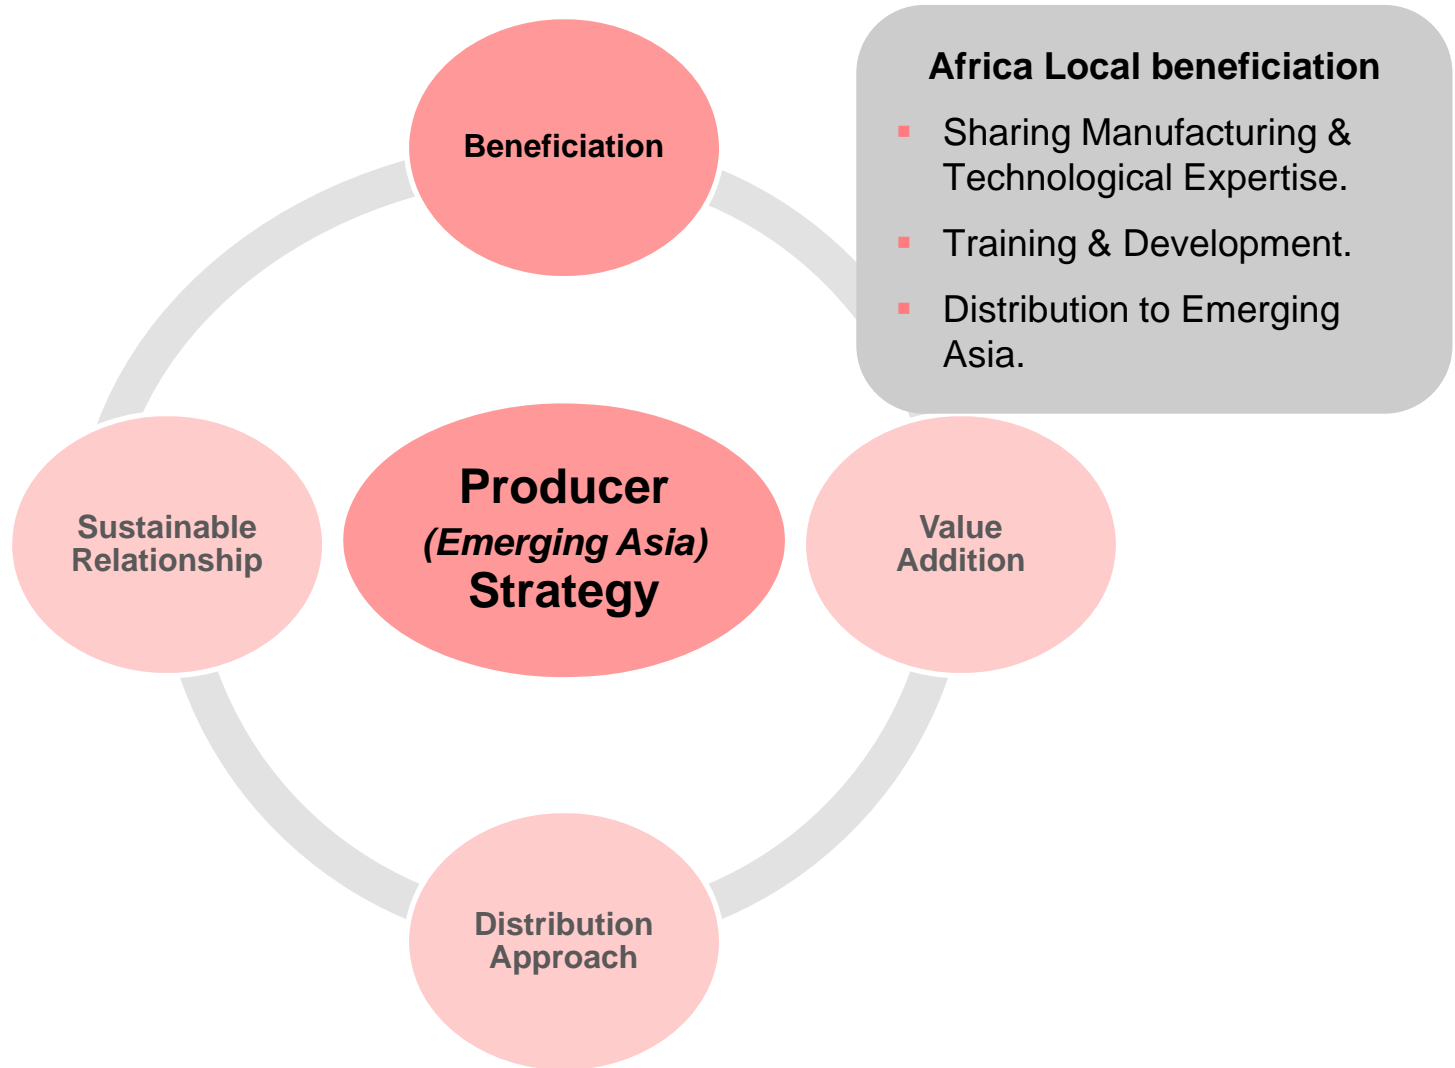 Beneficiation
Africa Local beneficiation
▪ Sharing Manufacturing &
Technological Expertise.
▪ Training & Development.
▪ Distribution to Emerging
Asia.
Sustainable
Relationship
Producer
(Emerging Asia)
Strategy
Value
Addition
Distribution
Approach